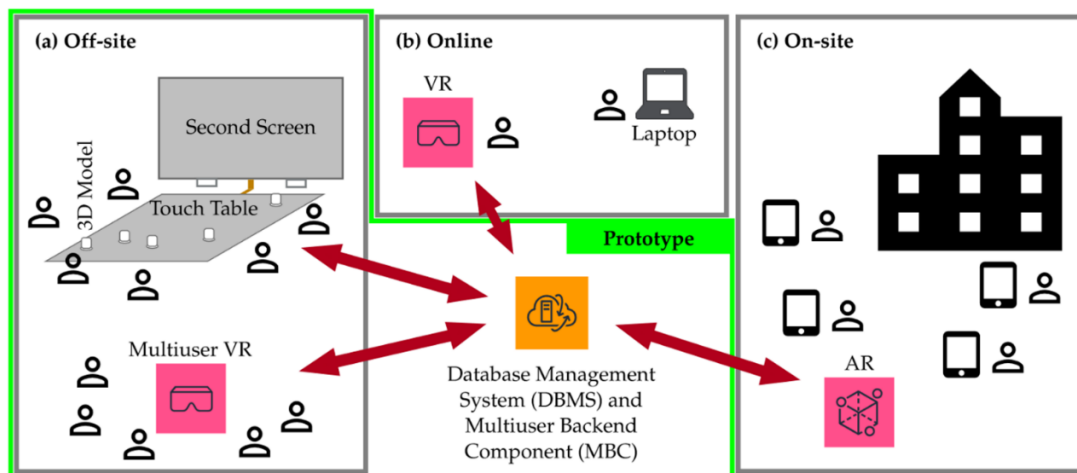 (a) Off-site
Second Screen
3D Model
Touch Table
Multiuser VR
(b) Online
VR
Laptop
Prototype
Database Management
System (DBMS) and
Multiuser Backend
Component (MBC)
(c) On-site
AR